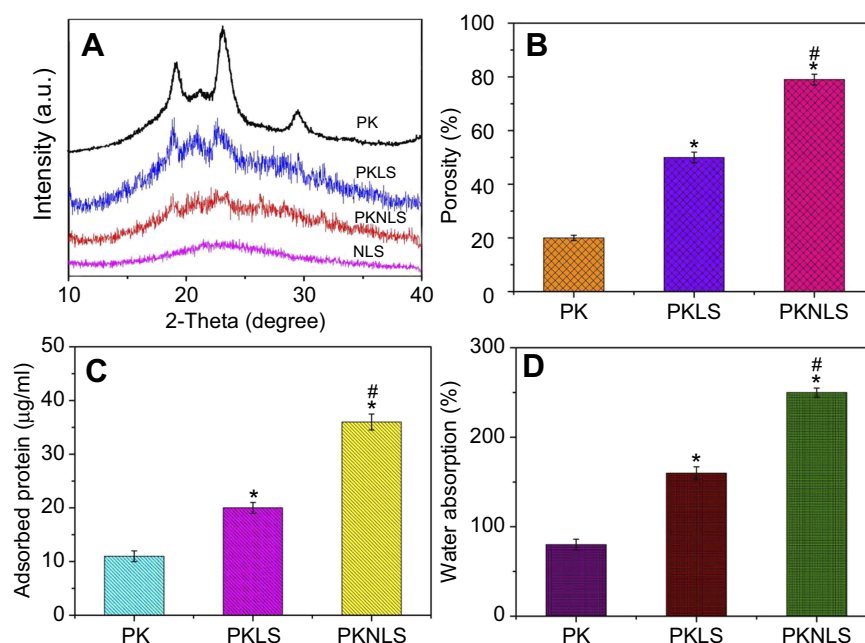 A
Intensity (a.u.)
PK
PKLS
PKNLS
NLS
10 20 30 40
2-Theta (degree)
B
Porosity (%)
100
80
60
40
20
0
*
#
*
PK PKLS PKNLS
C
Adsorbed protein (µg/ml)
50
40
30
20
10
0
*
#
*
PK PKLS PKNLS
D
Water absorption (%)
300
200
100
0
*
#
*
PK PKLS PKNLS